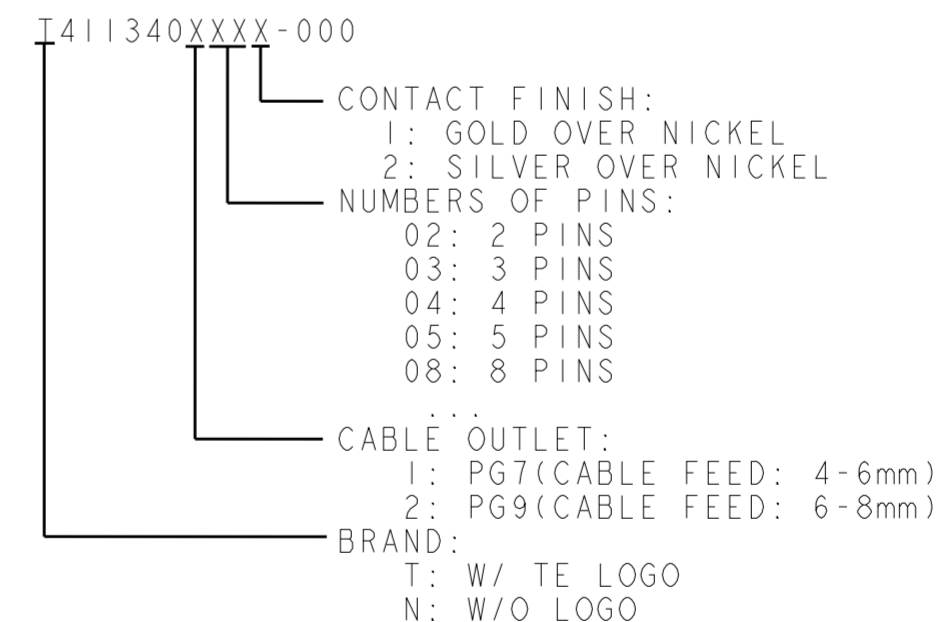 T411340XXXX-000
CONTACT FINISH:
1: GOLD OVER NICKEL
2: SILVER OVER NICKEL
NUMBERS OF PINS:
02: 2 PINS
03: 3 PINS
04: 4 PINS
05: 5 PINS
08: 8 PINS
...
CABLE OUTLET:
1: PG7(CABLE FEED: 4-6mm)
2: PG9(CABLE FEED: 6-8mm)
BRAND:
T: W/ TE LOGO
N: W/O LOGO